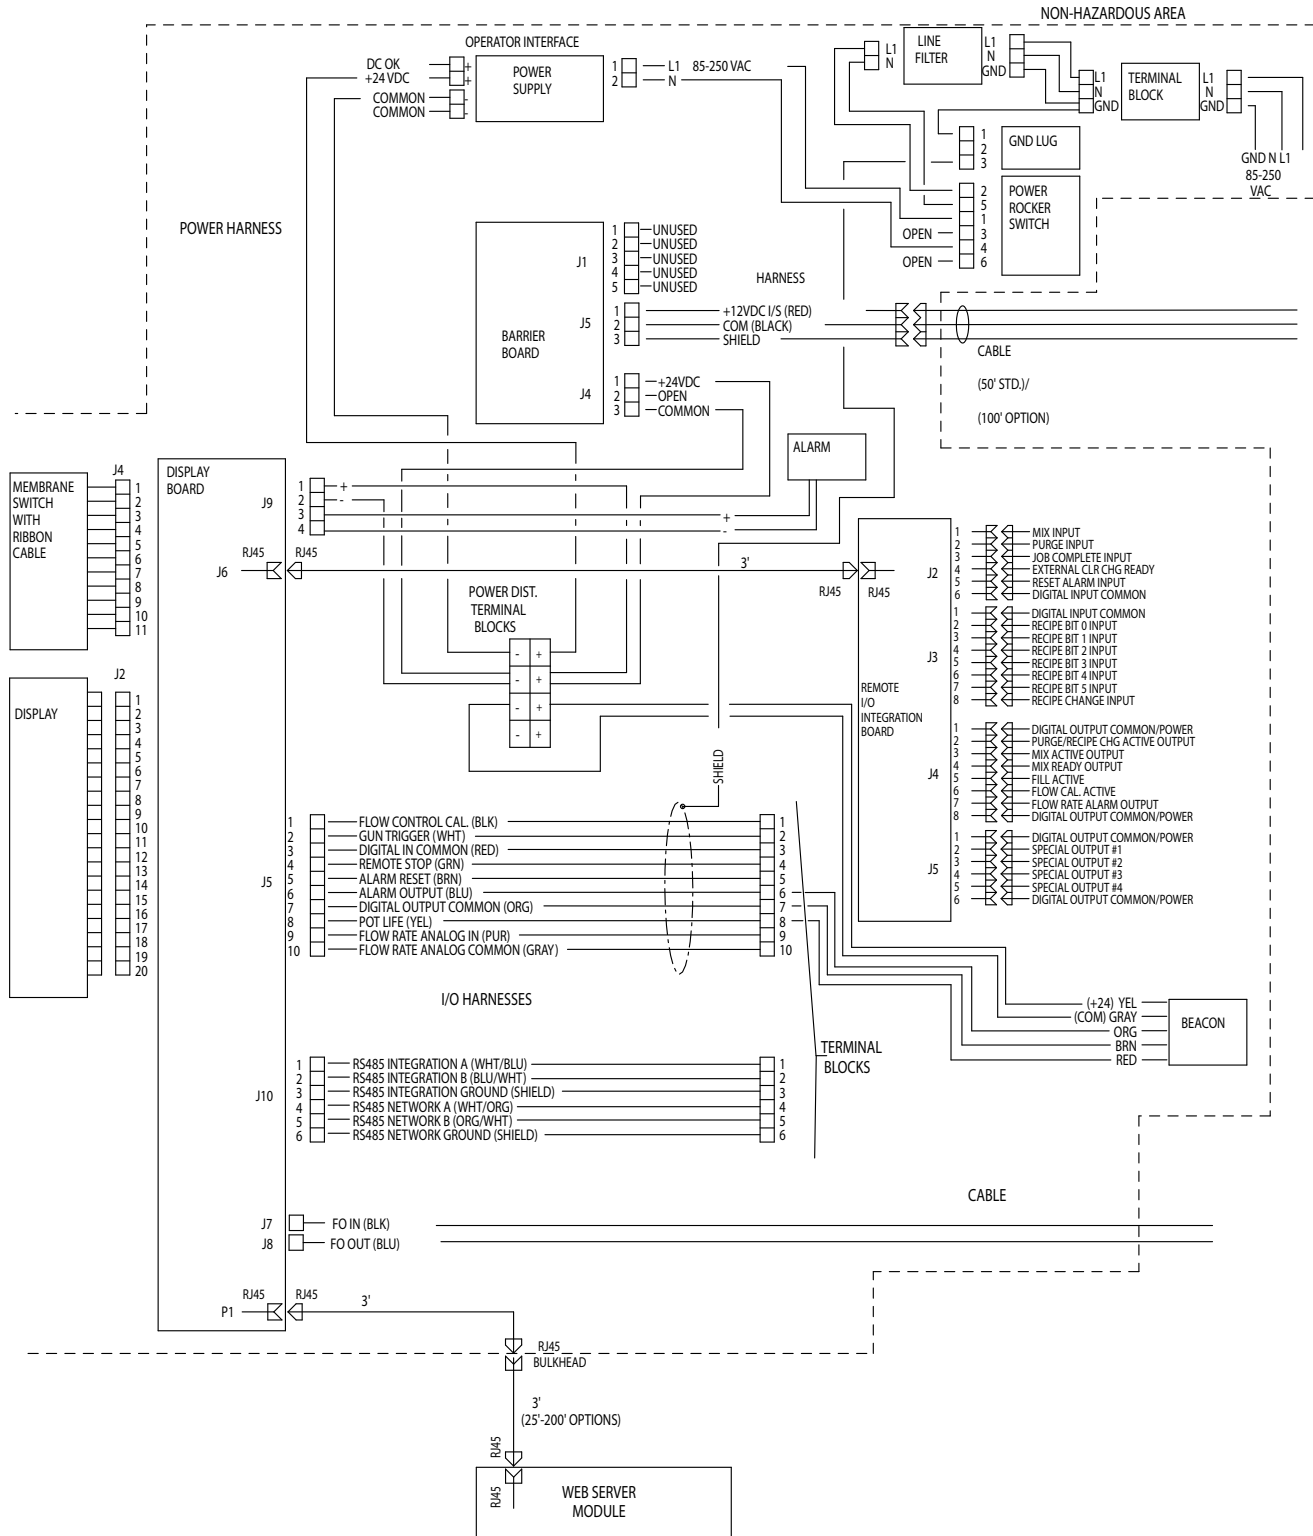 NON-HAZARDOUS AREA
OPERATOR INTERFACE
DC OK
+24 VDC
COMMON
COMMON
+
+
-
-
POWER
SUPPLY
1
2
L1 85-250 VAC
N
L1
N
LINE
FILTER
L1
N
GND
L1
N
GND
TERMINAL
BLOCK
L1
N
GND
GND N L1
85-250
VAC
1
2
3
GND LUG
2
5
1
3
4
6
OPEN
OPEN
POWER
ROCKER
SWITCH
POWER HARNESS
BARRIER
BOARD
J1
1
2
3
4
5
UNUSED
UNUSED
UNUSED
UNUSED
UNUSED
HARNESS
J5
1
2
3
+12VDC I/S (RED)
COM (BLACK)
SHIELD
CABLE
(50' STD.)/
(100' OPTION)
J4
1
2
3
+24VDC
OPEN
COMMON
ALARM
MEMBRANE
SWITCH
WITH
RIBBON
CABLE
J4
1
2
3
4
5
6
7
8
9
10
11
DISPLAY
BOARD
J9
1
2
3
4
+
-
+
-
J6
RJ45
RJ45
3'
RJ45
RJ45
POWER DIST.
TERMINAL
BLOCKS
- +
- +
- +
- +
SHIELD
DISPLAY
J2
1
2
3
4
5
6
7
8
9
10
11
12
13
14
15
16
17
18
19
20
REMOTE
I/O
INTEGRATION
BOARD
J2
1 MIX INPUT
2 PURGE INPUT
3 JOB COMPLETE INPUT
4 EXTERNAL CLR CHG READY
5 RESET ALARM INPUT
6 DIGITAL INPUT COMMON
J3
1 DIGITAL INPUT COMMON
2 RECIPE BIT 0 INPUT
3 RECIPE BIT 1 INPUT
4 RECIPE BIT 2 INPUT
5 RECIPE BIT 3 INPUT
6 RECIPE BIT 4 INPUT
7 RECIPE BIT 5 INPUT
8 RECIPE CHANGE INPUT
J4
1 DIGITAL OUTPUT COMMON/POWER
2 PURGE/RECIPE CHG ACTIVE OUTPUT
3 MIX ACTIVE OUTPUT
4 MIX READY OUTPUT
5 FILL ACTIVE
6 FLOW CAL. ACTIVE
7 FLOW RATE ALARM OUTPUT
8 DIGITAL OUTPUT COMMON/POWER
J5
1 DIGITAL OUTPUT COMMON/POWER
2 SPECIAL OUTPUT #1
3 SPECIAL OUTPUT #2
4 SPECIAL OUTPUT #3
5 SPECIAL OUTPUT #4
6 DIGITAL OUTPUT COMMON/POWER
J5
1 FLOW CONTROL CAL. (BLK) 1
2 GUN TRIGGER (WHT) 2
3 DIGITAL IN COMMON (RED) 3
4 REMOTE STOP (GRN) 4
5 ALARM RESET (BRN) 5
6 ALARM OUTPUT (BLU) 6
7 DIGITAL OUTPUT COMMON (ORG) 7
8 POT LIFE (YEL) 8
9 FLOW RATE ANALOG IN (PUR) 9
10 FLOW RATE ANALOG COMMON (GRAY) 10
I/O HARNESSES
(+24) YEL
(COM) GRAY
ORG
BRN
RED
BEACON
TERMINAL
BLOCKS
J10
1 RS485 INTEGRATION A (WHT/BLU) 1
2 RS485 INTEGRATION B (BLU/WHT) 2
3 RS485 INTEGRATION GROUND (SHIELD) 3
4 RS485 NETWORK A (WHT/ORG) 4
5 RS485 NETWORK B (ORG/WHT) 5
6 RS485 NETWORK GROUND (SHIELD) 6
CABLE
J7 FO IN (BLK)
J8 FO OUT (BLU)
P1
RJ45
RJ45
3'
RJ45
BULKHEAD
3'
(25'-200' OPTIONS)
RJ45
RJ45
WEB SERVER
MODULE